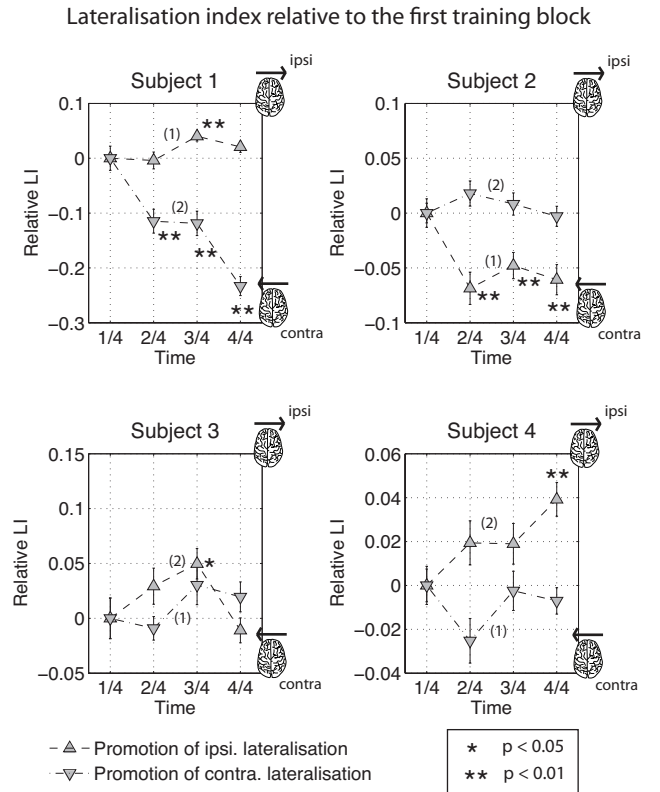 Lateralisation index relative to the first training block
Subject 1
ipsi
0.1
0
−0.1
−0.2
−0.3
Relative LI
(1)
**
(2)
**
**
**
contra
1/4 2/4 3/4 4/4
Time
Subject 2
ipsi
0.1
0.05
0
−0.05
−0.1
Relative LI
(2)
(1)
**
**
**
contra
1/4 2/4 3/4 4/4
Time
Subject 3
ipsi
0.15
0.1
0.05
0
−0.05
Relative LI
(2)
*
(1)
contra
1/4 2/4 3/4 4/4
Time
Subject 4
ipsi
0.06
0.04
0.02
0
−0.02
−0.04
Relative LI
**
(2)
(1)
contra
1/4 2/4 3/4 4/4
Time
Promotion of ipsi. lateralisation
Promotion of contra. lateralisation
* p < 0.05
** p < 0.01